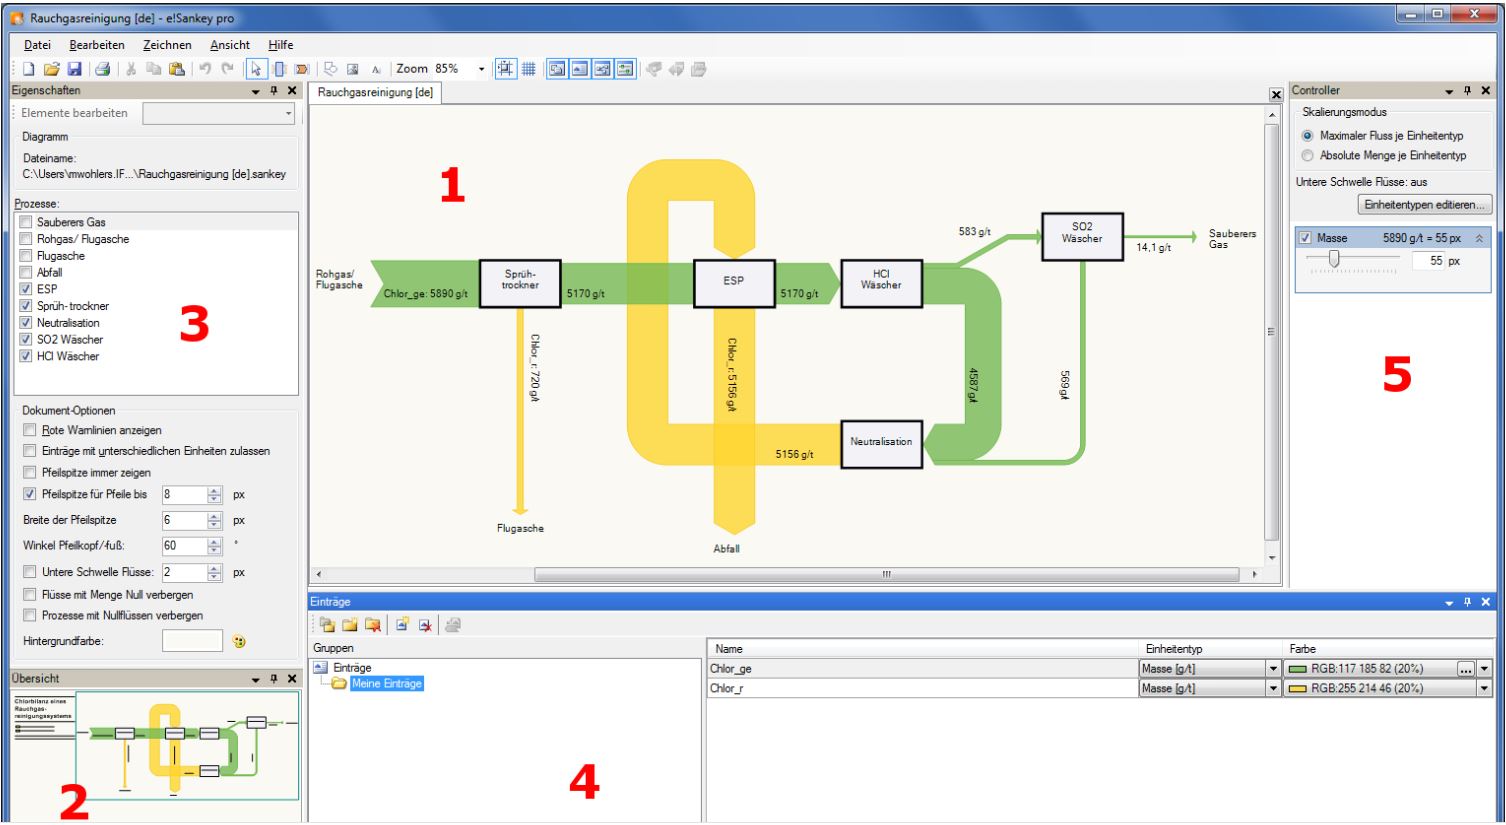 Rauchgasreinigung [de] - e!Sankey pro
Datei Bearbeiten Zeichnen Ansicht Hilfe
Zoom 85%
Eigenschaften
Elemente bearbeiten
Diagramm
Dateiname:
C:\Users\mwohlers.IF...\Rauchgasreinigung [de].sankey
Prozesse:
Sauberers Gas
Rohgas/ Flugasche
Flugasche
Abfall
ESP
Sprüh-trockner
Neutralisation
SO2 Wäscher
HCl Wäscher
3
Dokument-Optionen
Rote Warnlinien anzeigen
Einträge mit unterschiedlichen Einheiten zulassen
Pfeilspitze immer zeigen
Pfeilspitze für Pfeile bis 8 px
Breite der Pfeilspitze 6 px
Winkel Pfeilkopf/-fuß: 60 °
Untere Schwelle Flüsse: 2 px
Flüsse mit Menge Null verbergen
Prozesse mit Nullflüssen verbergen
Hintergrundfarbe:
Übersicht
Chlorbilanz eines
Rauchgas-
reinigungssystems
2
Rauchgasreinigung [de]
1
Rohgas/
Flugasche
Chlor_ge: 5890 g/t
Sprüh-
trockner
5170 g/t
ESP
5170 g/t
HCl
Wäscher
583 g/t
SO2
Wäscher
14,1 g/t
Sauberers
Gas
Chlor_r: 720 g/t
Chlor_r: 5156 g/t
4587 g/t
569 g/t
Neutralisation
5156 g/t
Flugasche
Abfall
Controller
Skalierungsmodus
Maximaler Fluss je Einheitentyp
Absolute Menge je Einheitentyp
Untere Schwelle Flüsse: aus
Einheitentypen editieren...
Masse 5890 g/t = 55 px
55 px
5
Einträge
Gruppen
Einträge
Meine Einträge
4
Name Einheitentyp Farbe
Chlor_ge Masse [g/t] RGB:117 185 82 (20%) ...
Chlor_r Masse [g/t] RGB:255 214 46 (20%)